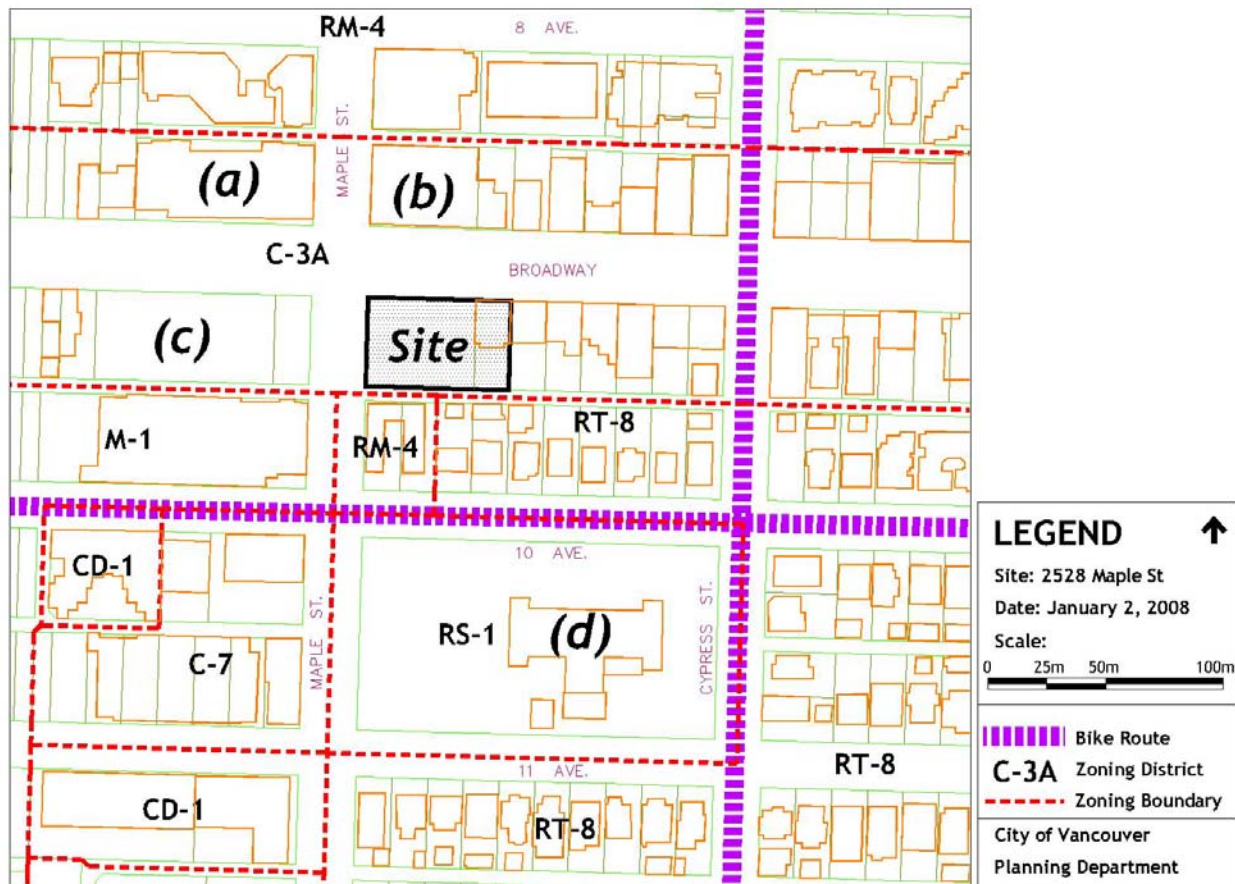 RM-4
8 AVE.
MAPLE ST.
(a)
(b)
C-3A
BROADWAY
(c)
Site
M-1
RM-4
RT-8
CD-1
10 AVE.
MAPLE ST.
RS-1
(d)
CYPRESS ST.
C-7
11 AVE.
RT-8
CD-1
RT-8
LEGEND
Site: 2528 Maple St
Date: January 2, 2008
Scale:
0 25m 50m 100m
Bike Route
C-3A Zoning District
Zoning Boundary
City of Vancouver
Planning Department